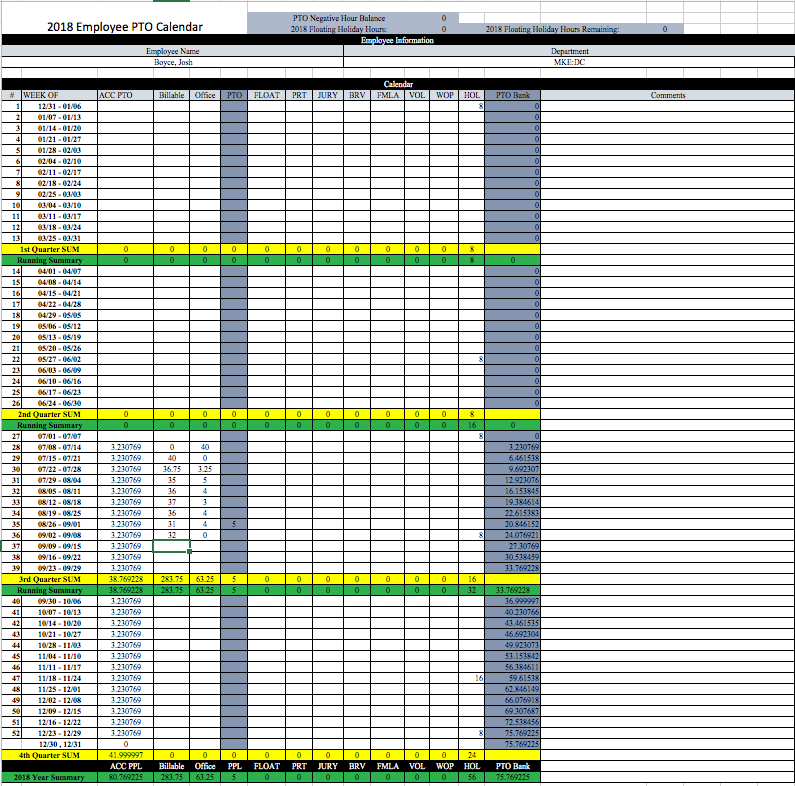 PTO Negative Hour Balance 0
2018 Employee PTO Calendar
2018 Floating Holiday Hours: 0 2018 Floating Holiday Hours Remaining: 0
Employee Information
Employee Name Department
Boyce, Josh MKE:DC
Calendar
# WEEK OF ACC PTO Billable Office PTO FLOAT PRT JURY BRV FMLA VOL WOP HOL PTO Bank Comments
1 12/31 - 01/06 8 0
2 01/07 - 01/13 0
3 01/14 - 01/20 0
4 01/21 - 01/27 0
5 01/28 - 02/03 0
6 02/04 - 02/10 0
7 02/11 - 02/17 0
8 02/18 - 02/24 0
9 02/25 - 03/03 0
10 03/04 - 03/10 0
11 03/11 - 03/17 0
12 03/18 - 03/24 0
13 03/25 - 03/31 0
1st Quarter SUM 0 0 0 0 0 0 0 0 0 0 0 8
Running Summary 0 0 0 0 0 0 0 0 0 0 0 8 0
14 04/01 - 04/07 0
15 04/08 - 04/14 0
16 04/15 - 04/21 0
17 04/22 - 04/28 0
18 04/29 - 05/05 0
19 05/06 - 05/12 0
20 05/13 - 05/19 0
21 05/20 - 05/26 0
22 05/27 - 06/02 8 0
23 06/03 - 06/09 0
24 06/10 - 06/16 0
25 06/17 - 06/23 0
26 06/24 - 06/30 0
2nd Quarter SUM 0 0 0 0 0 0 0 0 0 0 0 8
Running Summary 0 0 0 0 0 0 0 0 0 0 0 16 0
27 07/01 - 07/07 8 0
28 07/08 - 07/14 3.230769 0 40 3.230769
29 07/15 - 07/21 3.230769 40 0 6.461538
30 07/22 - 07/28 3.230769 36.75 3.25 9.692307
31 07/29 - 08/04 3.230769 35 5 12.923076
32 08/05 - 08/11 3.230769 36 4 16.153845
33 08/12 - 08/18 3.230769 37 3 19.384614
34 08/19 - 08/25 3.230769 36 4 22.615383
35 08/26 - 09/01 3.230769 31 4 5 20.846152
36 09/02 - 09/08 3.230769 32 0 8 24.076921
37 09/09 - 09/15 3.230769 27.30769
38 09/16 - 09/22 3.230769 30.538459
39 09/23 - 09/29 3.230769 33.769228
3rd Quarter SUM 38.769228 283.75 63.25 5 0 0 0 0 0 0 0 16
Running Summary 38.769228 283.75 63.25 5 0 0 0 0 0 0 0 32 33.769228
40 09/30 - 10/06 3.230769 36.999997
41 10/07 - 10/13 3.230769 40.230766
42 10/14 - 10/20 3.230769 43.461535
43 10/21 - 10/27 3.230769 46.692304
44 10/28 - 11/03 3.230769 49.923073
45 11/04 - 11/10 3.230769 53.153842
46 11/11 - 11/17 3.230769 56.384611
47 11/18 - 11/24 3.230769 16 59.61538
48 11/25 - 12/01 3.230769 62.846149
49 12/02 - 12/08 3.230769 66.076918
50 12/09 - 12/15 3.230769 69.307687
51 12/16 - 12/22 3.230769 72.538456
52 12/23 - 12/29 3.230769 8 75.769225
12/30, 12/31 0 75.769225
4th Quarter SUM 41.999997 0 0 0 0 0 0 0 0 0 0 24
ACC PPL Billable Office PPL FLOAT PRT JURY BRV FMLA VOL WOP HOL PTO Bank
2018 Year Summary 80.769225 283.75 63.25 5 0 0 0 0 0 0 0 56 75.769225